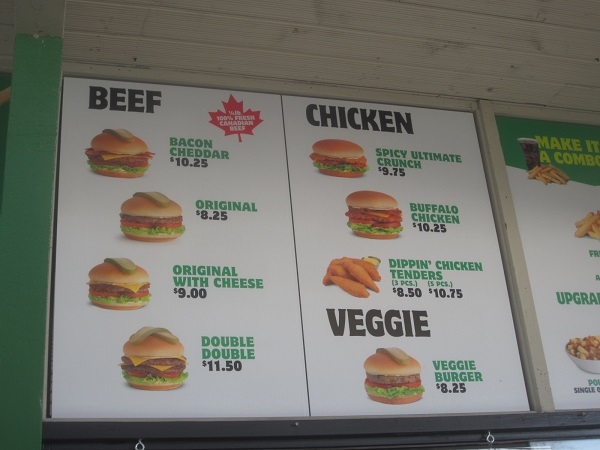 BEEF
¼lb
100% FRESH
CANADIAN
BEEF
BACON
CHEDDAR
$10.25
ORIGINAL
$8.25
ORIGINAL
WITH CHEESE
$9.00
DOUBLE
DOUBLE
$11.50
CHICKEN
SPICY ULTIMATE
CRUNCH
$9.75
BUFFALO
CHICKEN
$10.25
DIPPIN' CHICKEN
TENDERS
(3 PCS.) (5 PCS.)
$8.50 $10.75
VEGGIE
VEGGIE
BURGER
$8.25
MAKE IT
A COMBO